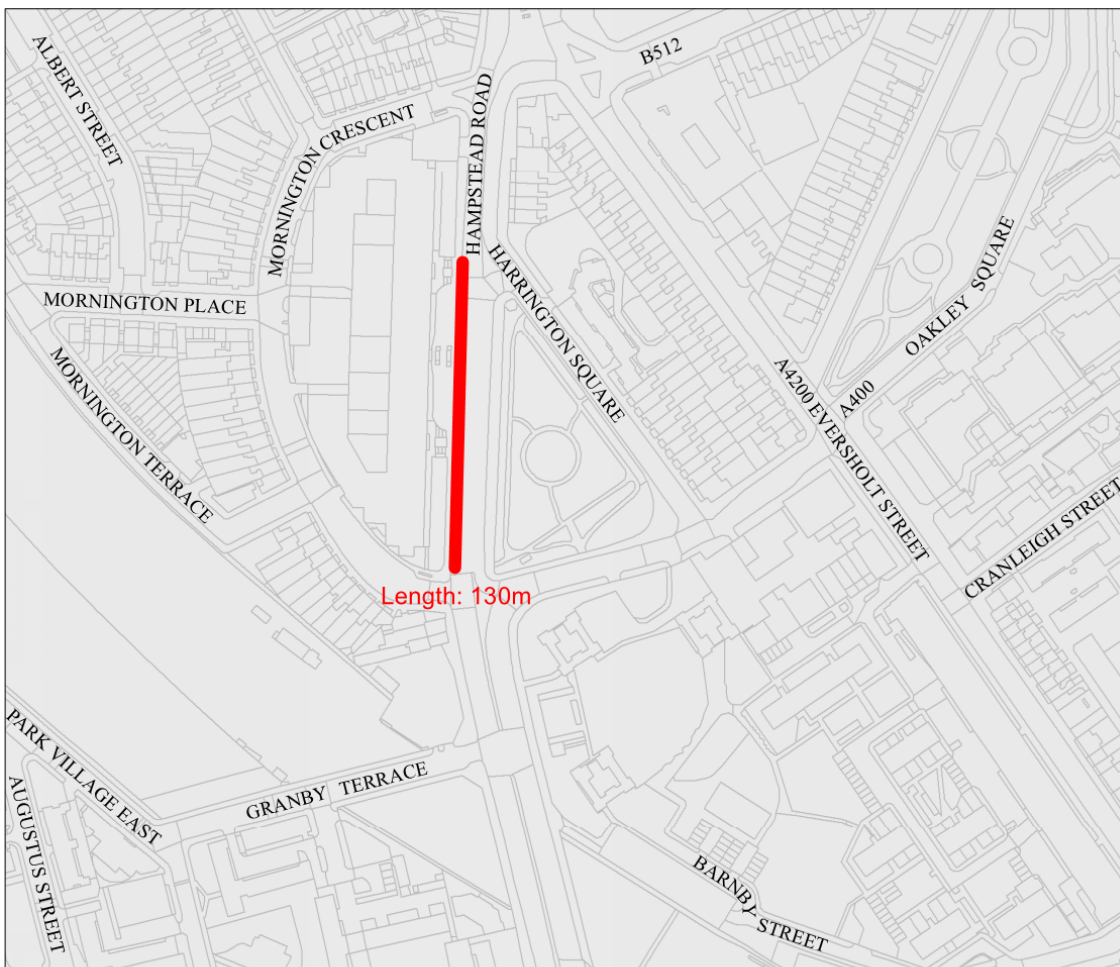 B512
ALBERT STREET
HAMPSTEAD ROAD
MORNINGTON CRESCENT
OAKLEY SQUARE
HARRINGTON SQUARE
MORNINGTON PLACE
MORNINGTON TERRACE
A4200 EVERSHOLT STREET
A400
CRANLEIGH STREET
Length: 130m
PARK VILLAGE EAST
GRANBY TERRACE
AUGUSTUS STREET
BARNBY STREET